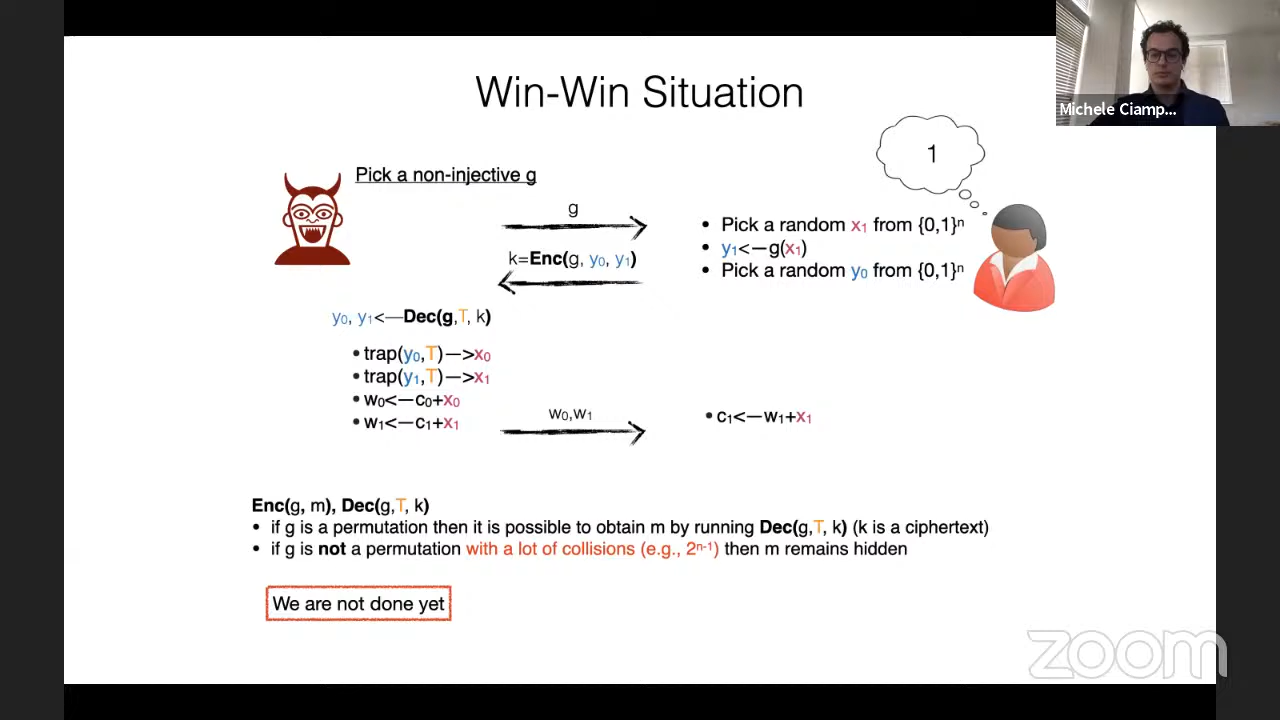 Win-Win Situation
Michele Ciamp...
1
Pick a non-injective g
g
k=Enc(g, y₀, y₁)
• Pick a random x₁ from {0,1}ⁿ
• y₁<—g(x₁)
• Pick a random y₀ from {0,1}ⁿ
y₀, y₁<—Dec(g,T, k)
• trap(y₀,T)—>x₀
• trap(y₁,T)—>x₁
• w₀<—c₀+x₀
• w₁<—c₁+x₁
w₀,w₁
• c₁<—w₁+x₁
Enc(g, m), Dec(g,T, k)
• if g is a permutation then it is possible to obtain m by running Dec(g,T, k) (k is a ciphertext)
• if g is not a permutation with a lot of collisions (e.g., 2ⁿ⁻¹) then m remains hidden
We are not done yet
zoom